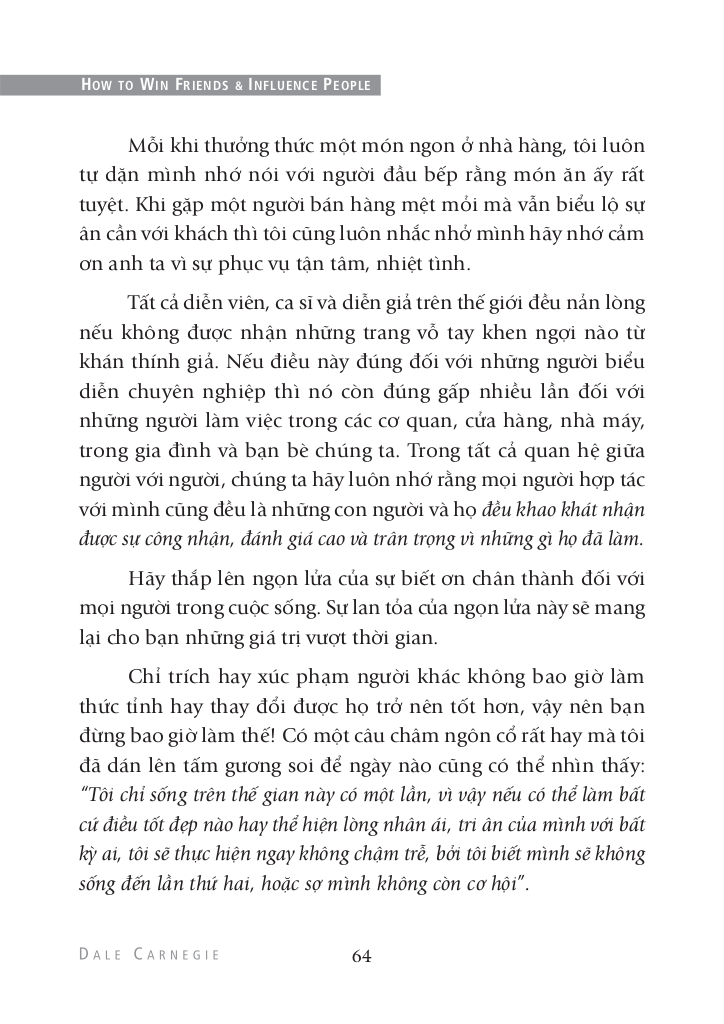 HOW TO WIN FRIENDS & INFLUENCE PEOPLE
Mỗi khi thưởng thức một món ngon ở nhà hàng, tôi luôn
tự dặn mình nhớ nói với người đầu bếp rằng món ăn ấy rất
tuyệt. Khi gặp một người bán hàng mệt mỏi mà vẫn biểu lộ sự
ân cần với khách thì tôi cũng luôn nhắc nhở mình hãy nhớ cảm
ơn anh ta vì sự phục vụ tận tâm, nhiệt tình.
Tất cả diễn viên, ca sĩ và diễn giả trên thế giới đều nản lòng
nếu không được nhận những trang vỗ tay khen ngợi nào từ
khán thính giả. Nếu điều này đúng đối với những người biểu
diễn chuyên nghiệp thì nó còn đúng gấp nhiều lần đối với
những người làm việc trong các cơ quan, cửa hàng, nhà máy,
trong gia đình và bạn bè chúng ta. Trong tất cả quan hệ giữa
người với người, chúng ta hãy luôn nhớ rằng mọi người hợp tác
với mình cũng đều là những con người và họ đều khao khát nhận
được sự công nhận, đánh giá cao và trân trọng vì những gì họ đã làm.
Hãy thắp lên ngọn lửa của sự biết ơn chân thành đối với
mọi người trong cuộc sống. Sự lan tỏa của ngọn lửa này sẽ mang
lại cho bạn những giá trị vượt thời gian.
Chỉ trích hay xúc phạm người khác không bao giờ làm
thức tỉnh hay thay đổi được họ trở nên tốt hơn, vậy nên bạn
đừng bao giờ làm thế! Có một câu châm ngôn cổ rất hay mà tôi
đã dán lên tấm gương soi để ngày nào cũng có thể nhìn thấy:
“Tôi chỉ sống trên thế gian này có một lần, vì vậy nếu có thể làm bất
cứ điều tốt đẹp nào hay thể hiện lòng nhân ái, tri ân của mình với bất
kỳ ai, tôi sẽ thực hiện ngay không chậm trễ, bởi tôi biết mình sẽ không
sống đến lần thứ hai, hoặc sợ mình không còn cơ hội”.
DALE CARNEGIE
64